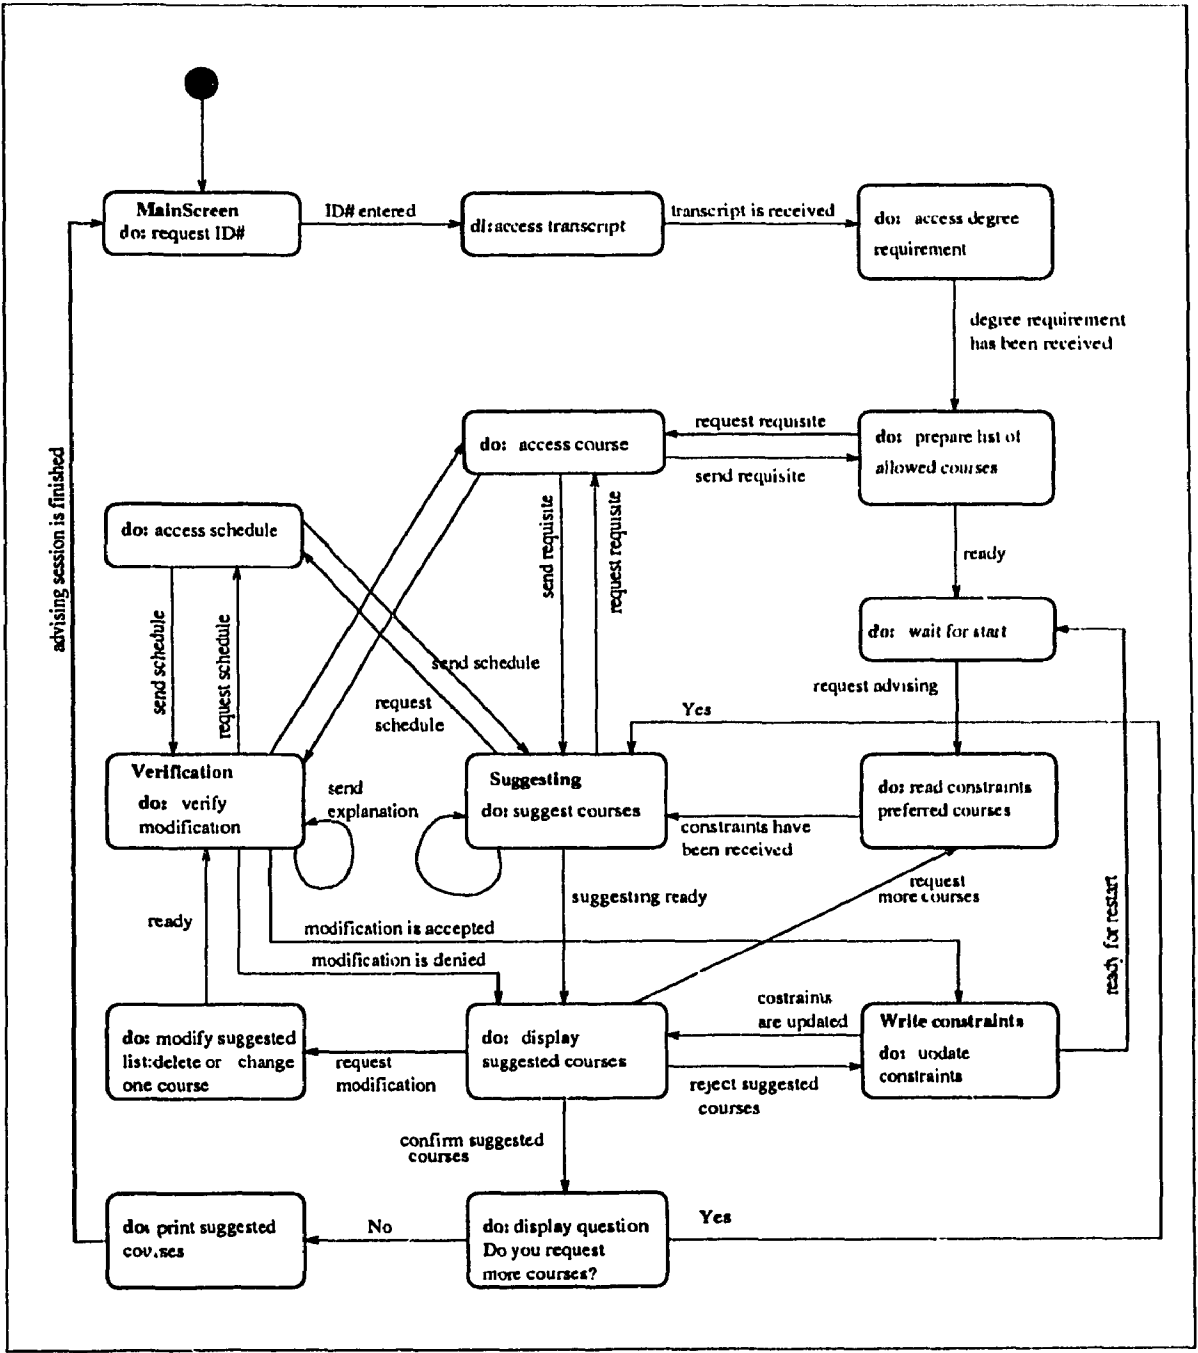 MainScreen
do: request ID#
ID# entered
dl:access transcript
transcript is received
do: access degree
requirement
degree requirement
has been received
do: access course
request requisite
send requisite
do: prepare list of
allowed courses
advising session is finished
do: access schedule
send requisite
request requisite
ready
do: wait for start
send schedule
request schedule
send schedule
request
schedule
request advising
Yes
Verification
do: verify
modification
send
explanation
Suggesting
do: suggest courses
constraints have
been received
do: read constraints
preferred courses
ready
suggesting ready
request
more courses
ready for restart
modification is accepted
modification is denied
do: modify suggested
list:delete or change
one course
request
modification
do: display
suggested courses
costraints
are updated
reject suggested
courses
Write constraints
do: update
constraints
confirm suggested
courses
do: print suggested
No
do: display question
Do you request
more courses?
Yes